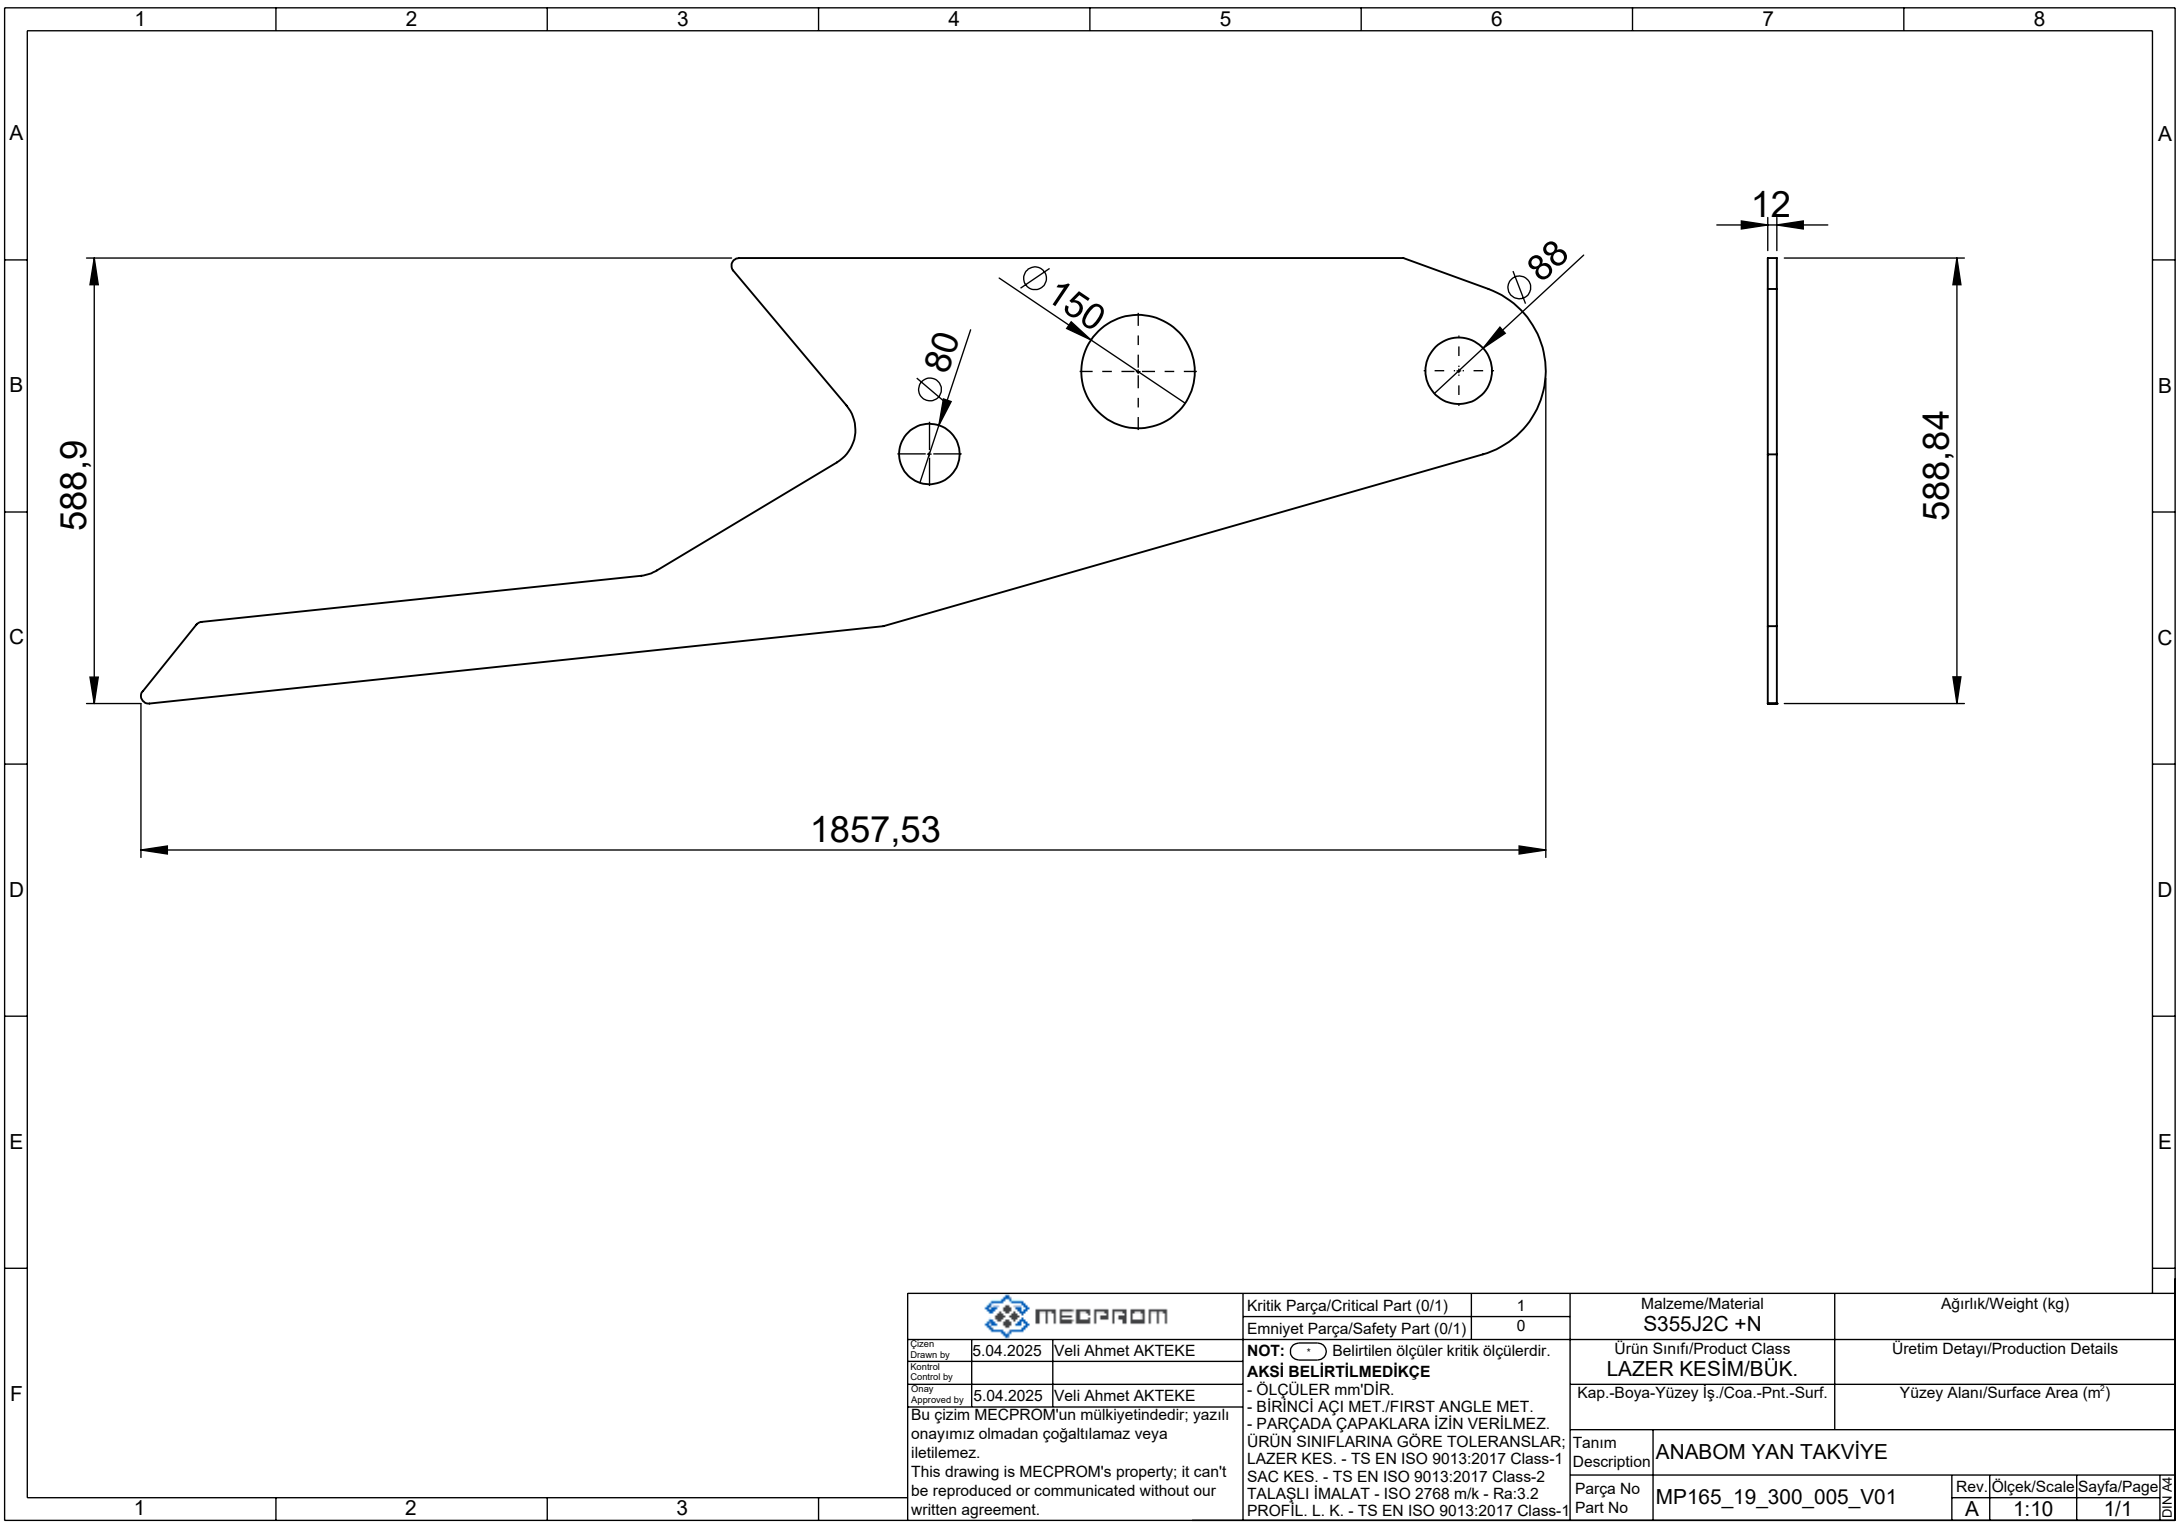 1 2 3 4 5 6 7 8
A A
12
Ø 88
Ø 150
Ø 80
B B
588,9
588,84
C C
1857,53
D D
E E
F
MECPROM
Çizen
Drawn by
5.04.2025 Veli Ahmet AKTEKE
Kontrol
Control by
Onay
Approved by
5.04.2025 Veli Ahmet AKTEKE
Bu çizim MECPROM'un mülkiyetindedir; yazılı
onayımız olmadan çoğaltılamaz veya
iletilemez.
This drawing is MECPROM's property; it can't
be reproduced or communicated without our
written agreement.
Kritik Parça/Critical Part (0/1) 1
Emniyet Parça/Safety Part (0/1) 0
NOT: * Belirtilen ölçüler kritik ölçülerdir.
AKSİ BELİRTİLMEDİKÇE
- ÖLÇÜLER mm'DİR.
- BİRİNCİ AÇI MET./FIRST ANGLE MET.
- PARÇADA ÇAPAKLARA İZİN VERİLMEZ.
ÜRÜN SINIFLARINA GÖRE TOLERANSLAR;
LAZER KES. - TS EN ISO 9013:2017 Class-1
SAC KES. - TS EN ISO 9013:2017 Class-2
TALAŞLI İMALAT - ISO 2768 m/k - Ra:3.2
PROFİL. L. K. - TS EN ISO 9013:2017 Class-1
Malzeme/Material
S355J2C +N
Ağırlık/Weight (kg)
Ürün Sınıfı/Product Class
LAZER KESİM/BÜK.
Üretim Detayı/Production Details
Kap.-Boya-Yüzey İş./Coa.-Pnt.-Surf.
Yüzey Alanı/Surface Area (m²)
Tanım
Description
ANABOM YAN TAKVİYE
Parça No
Part No
MP165_19_300_005_V01
Rev. Ölçek/Scale Sayfa/Page
A 1:10 1/1
DIN A4
1 2 3